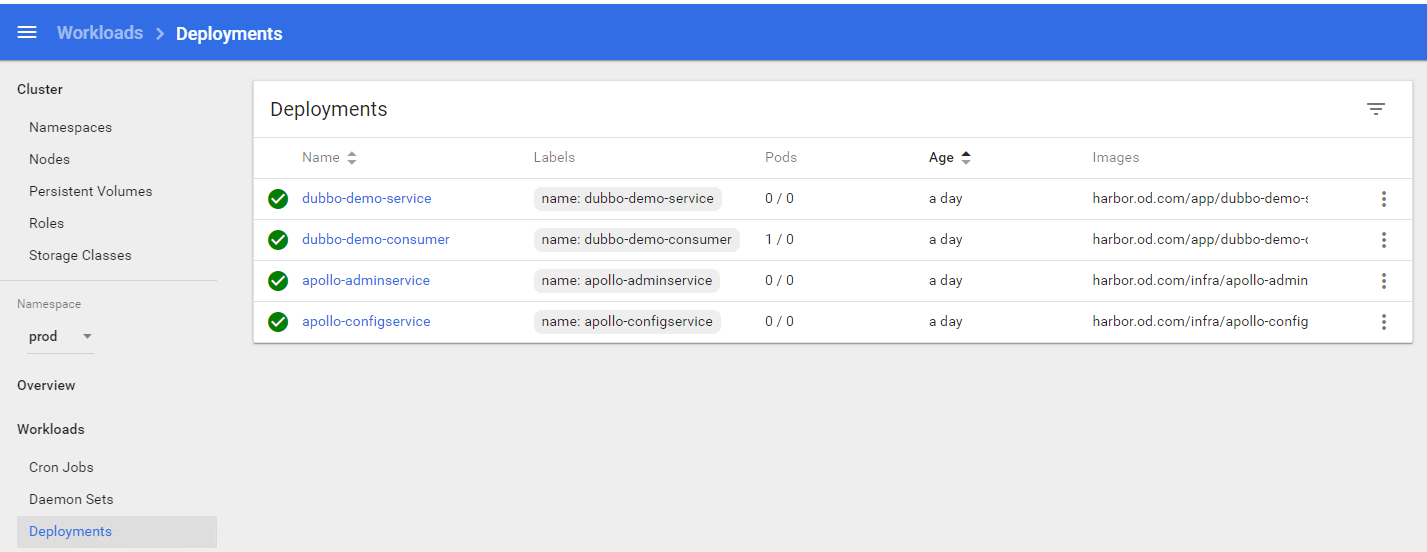 Workloads > Deployments
Cluster
Namespaces
Nodes
Persistent Volumes
Roles
Storage Classes
Namespace
prod
Overview
Workloads
Cron Jobs
Daemon Sets
Deployments
Deployments
Name Labels Pods Age Images
dubbo-demo-service name: dubbo-demo-service 0 / 0 a day harbor.od.com/app/dubbo-demo-s
dubbo-demo-consumer name: dubbo-demo-consumer 1 / 0 a day harbor.od.com/app/dubbo-demo-c
apollo-adminservice name: apollo-adminservice 0 / 0 a day harbor.od.com/infra/apollo-admin
apollo-configservice name: apollo-configservice 0 / 0 a day harbor.od.com/infra/apollo-config